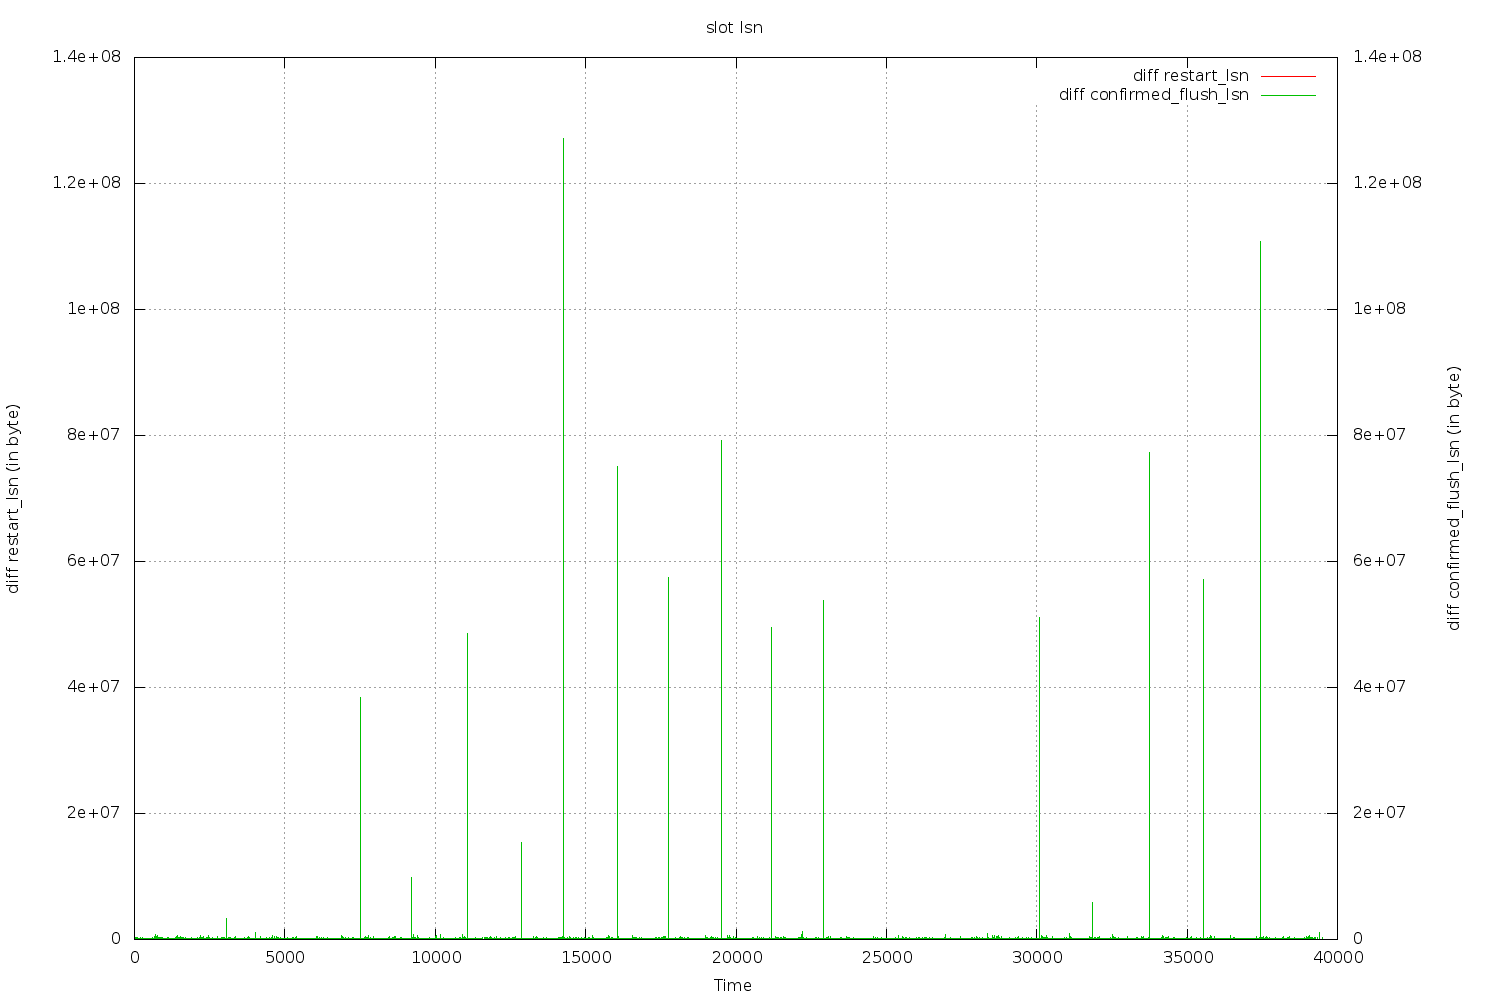 slot lsn
1.4e+08
1.2e+08
1e+08
8e+07
6e+07
4e+07
2e+07
0
diff restart_lsn (in byte)
diff restart_lsn
diff confirmed_flush_lsn
1.4e+08
1.2e+08
1e+08
8e+07
6e+07
4e+07
2e+07
0
diff confirmed_flush_lsn (in byte)
0 5000 10000 15000 20000 25000 30000 35000 40000
Time